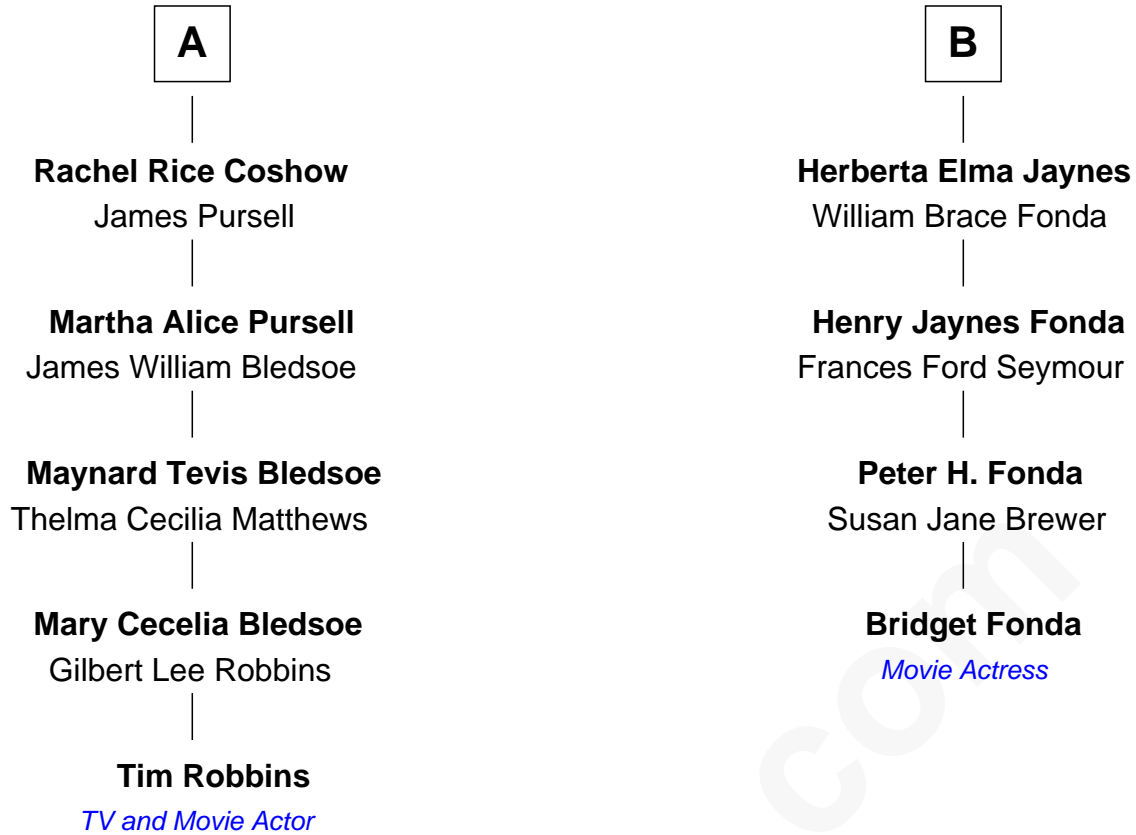 A
Rachel Rice Coshow
James Pursell
Martha Alice Pursell
James William Bledsoe
Maynard Tevis Bledsoe
Thelma Cecilia Matthews
Mary Cecelia Bledsoe
Gilbert Lee Robbins
Tim Robbins
TV and Movie Actor
B
Herberta Elma Jaynes
William Brace Fonda
Henry Jaynes Fonda
Frances Ford Seymour
Peter H. Fonda
Susan Jane Brewer
Bridget Fonda
Movie Actress
com